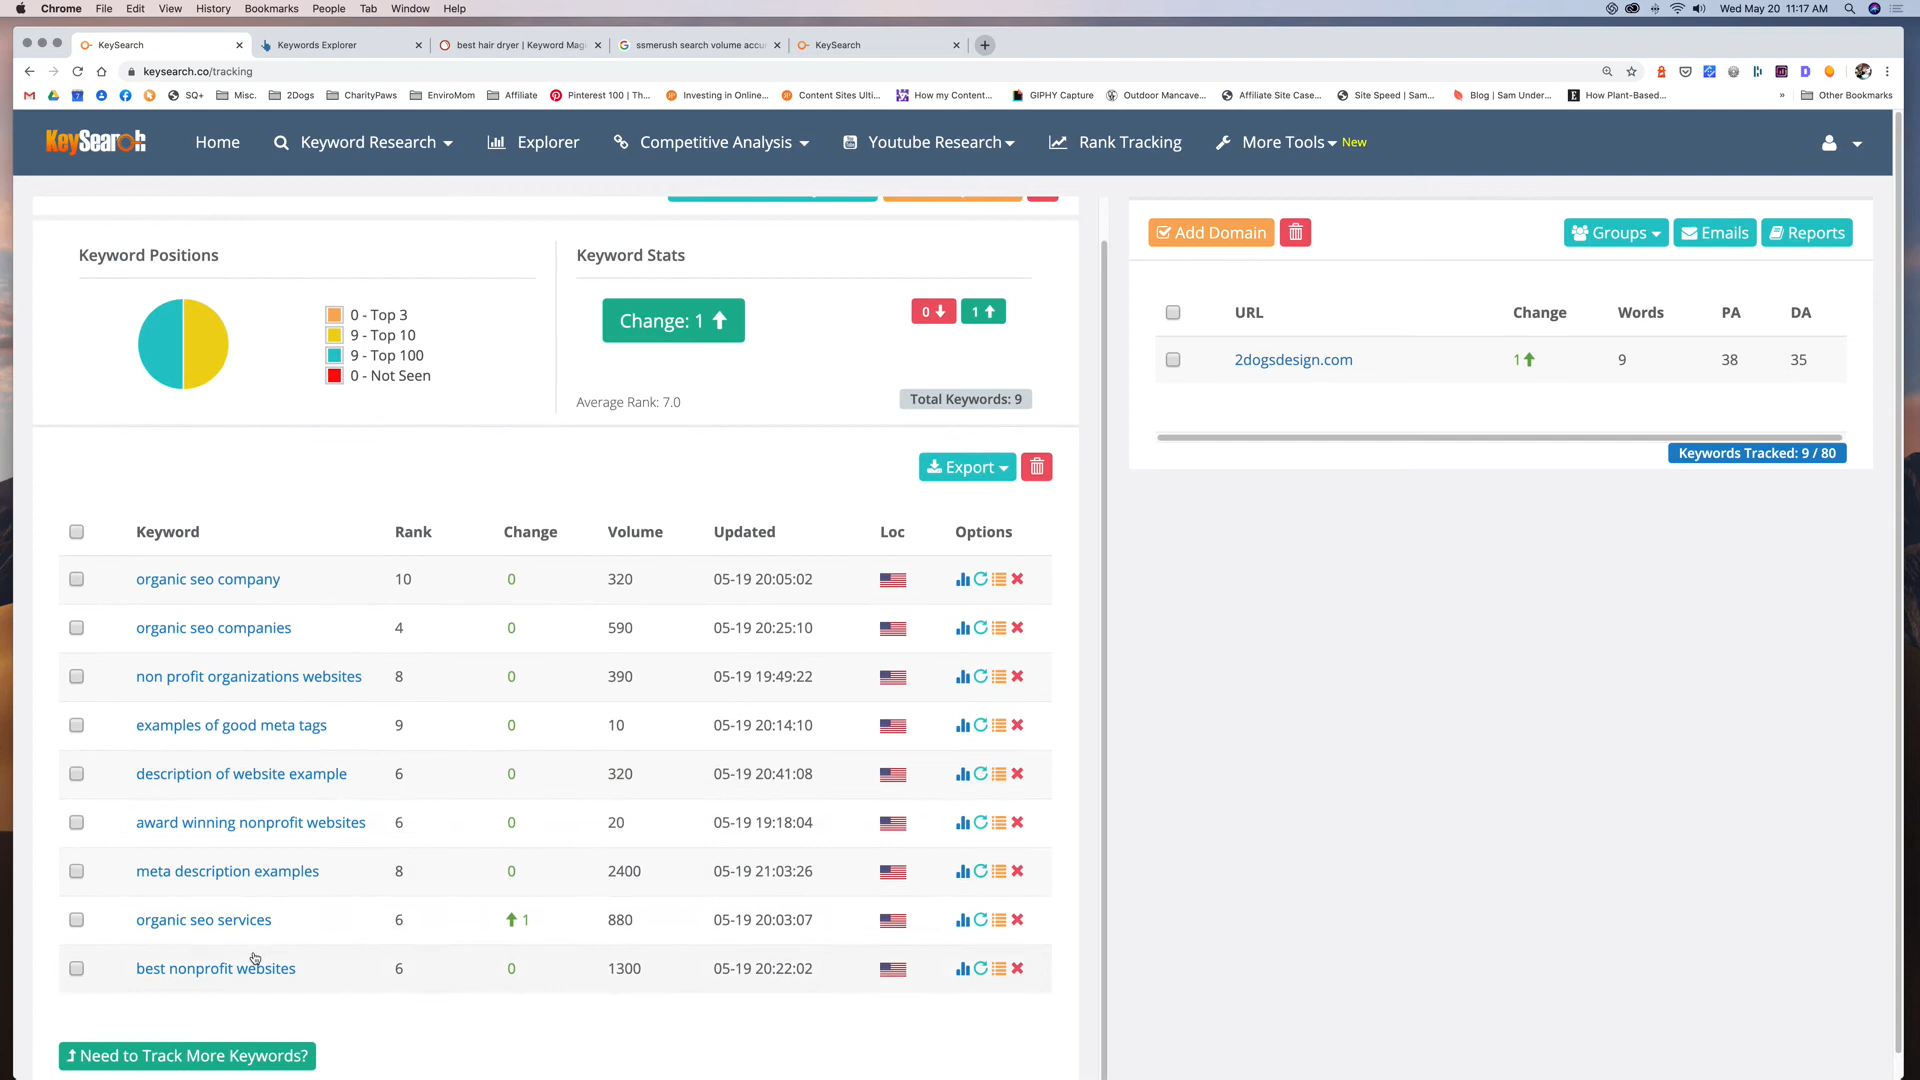 Chrome File Edit View History Bookmarks People Tab Window Help
Wed May 20 11:17 AM
KeySearch
Keywords Explorer
best hair dryer | Keyword Mag
ssmerush search volume accu
KeySearch
keysearch.co/tracking
SQ+ Misc. 2Dogs CharityPaws EnviroMom Affiliate Pinterest 100 | Th... Investing in Online... Content Sites Ulti... How my Content... GIPHY Capture Outdoor Mancave... Affiliate Site Case... Site Speed | Sam... Blog | Sam Under... How Plant-Based... » Other Bookmarks
KeySearch Home Keyword Research Explorer Competitive Analysis Youtube Research Rank Tracking More Tools New
Keyword Positions
0 - Top 3
9 - Top 10
9 - Top 100
0 - Not Seen
Keyword Stats
Change: 1
0 1
Average Rank: 7.0
Total Keywords: 9
Export
Keyword Rank Change Volume Updated Loc Options
organic seo company 10 0 320 05-19 20:05:02
organic seo companies 4 0 590 05-19 20:25:10
non profit organizations websites 8 0 390 05-19 19:49:22
examples of good meta tags 9 0 10 05-19 20:14:10
description of website example 6 0 320 05-19 20:41:08
award winning nonprofit websites 6 0 20 05-19 19:18:04
meta description examples 8 0 2400 05-19 21:03:26
organic seo services 6 1 880 05-19 20:03:07
best nonprofit websites 6 0 1300 05-19 20:22:02
Need to Track More Keywords?
Add Domain
Groups Emails Reports
URL Change Words PA DA
2dogsdesign.com 1 9 38 35
Keywords Tracked: 9 / 80